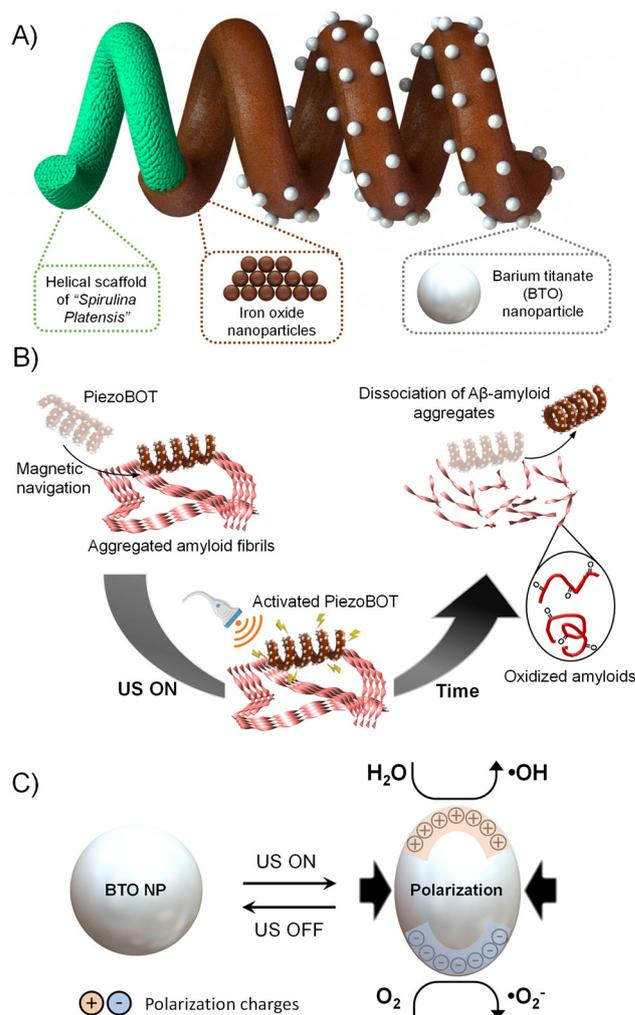 A)
Helical scaffold
of "Spirulina
Platensis"
Iron oxide
nanoparticles
Barium titanate
(BTO)
nanoparticle
B)
PiezoBOT
Magnetic
navigation
Aggregated amyloid fibrils
Dissociation of Aβ-amyloid
aggregates
US ON
Activated PiezoBOT
Time
O
O
O
O
O
O
Oxidized amyloids
C)
H₂O
•OH
BTO NP
US ON
US OFF
+ + + + + + +
Polarization
- - - - - - -
O₂
•O₂⁻
+ - Polarization charges